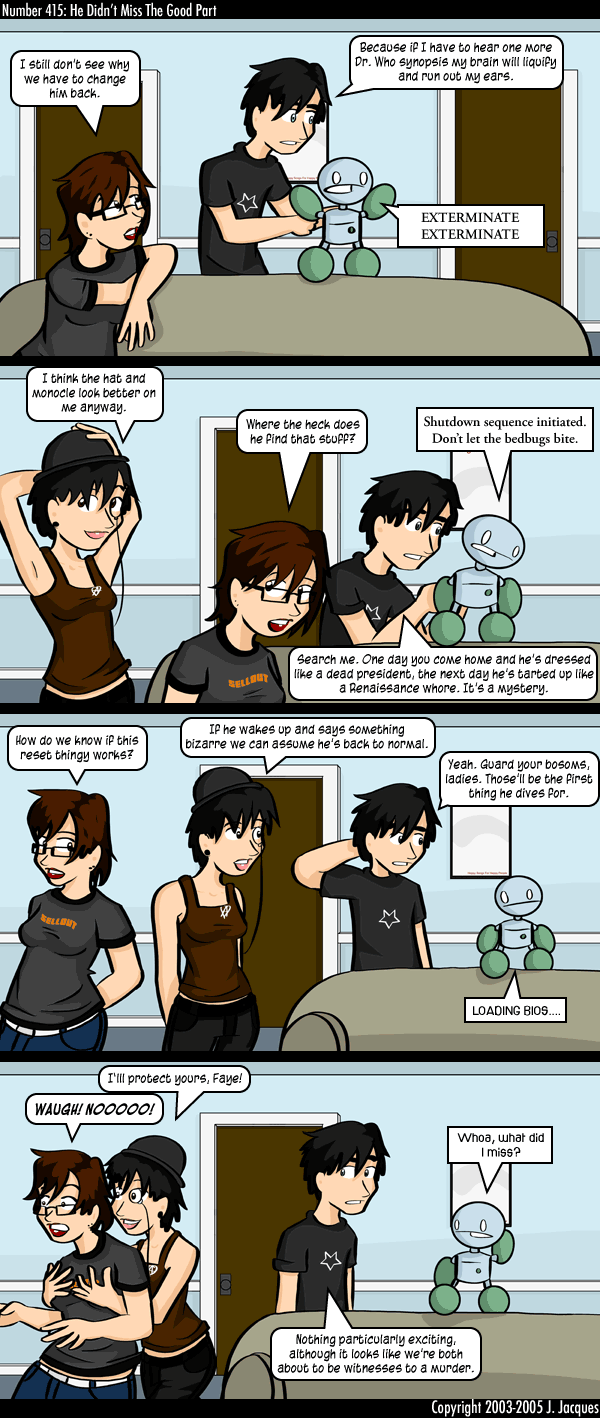 Number 415: He Didn't Miss The Good Part
I still don't see why
we have to change
him back.
Because if I have to hear one more
Dr. Who synopsis my brain will liquify
and run out my ears.
EXTERMINATE
EXTERMINATE
I think the hat and
monocle look better on
me anyway.
Where the heck does
he find that stuff?
Shutdown sequence initiated.
Don't let the bedbugs bite.
SELLOUT
Search me. One day you come home and he's dressed
like a dead president, the next day he's tarted up like
a Renaissance whore. It's a mystery.
How do we know if this
reset thingy works?
If he wakes up and says something
bizarre we can assume he's back to normal.
Yeah. Guard your bosoms,
ladies. Those'll be the first
thing he dives for.
SELLOUT
LOADING BIOS....
I'lll protect yours, Faye!
WAUGH! NOOOOO!
Whoa, what did
I miss?
Nothing particularly exciting,
although it looks like we're both
about to be witnesses to a murder.
Copyright 2003-2005 J. Jacques